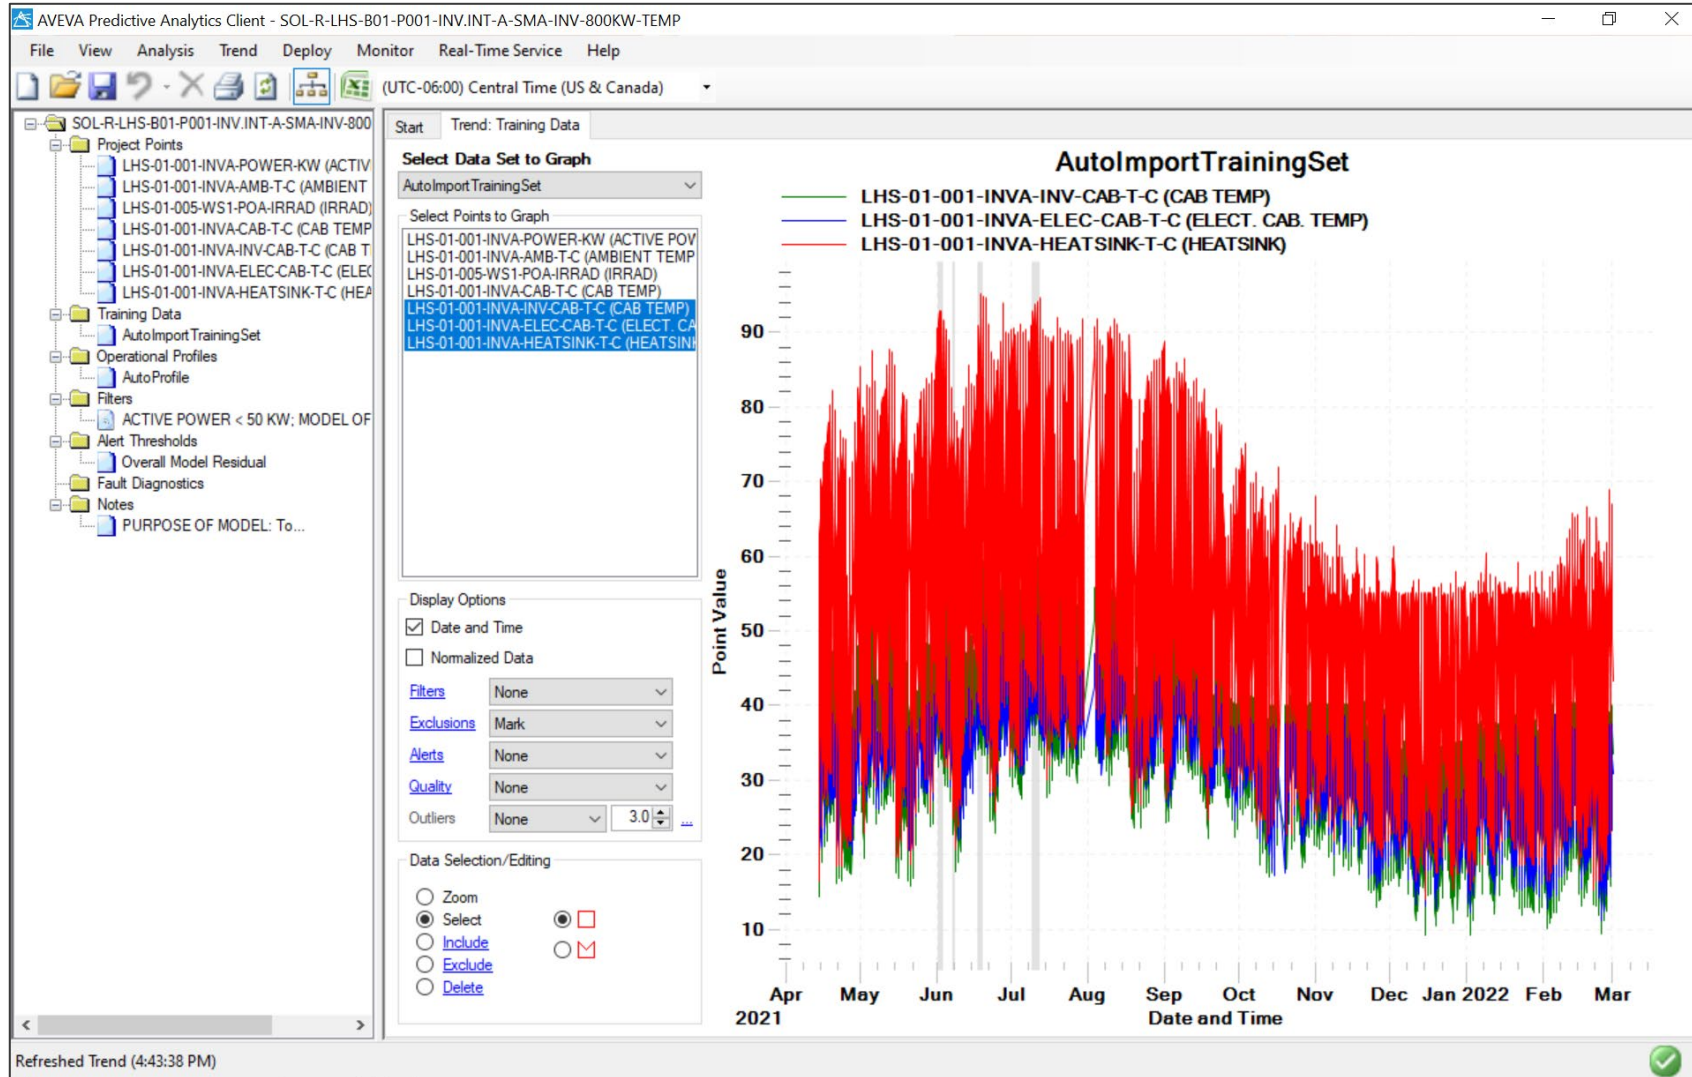 AVEVA Predictive Analytics Client - SOL-R-LHS-B01-P001-INV.INT-A-SMA-INV-800KW-TEMP
File View Analysis Trend Deploy Monitor Real-Time Service Help
(UTC-06:00) Central Time (US & Canada)
SOL-R-LHS-B01-P001-INV.INT-A-SMA-INV-800
Project Points
LHS-01-001-INVA-POWER-KW (ACTIV
LHS-01-001-INVA-AMB-T-C (AMBIENT
LHS-01-005-WS1-POA-IRRAD (IRRAD)
LHS-01-001-INVA-CAB-T-C (CAB TEMP
LHS-01-001-INVA-INV-CAB-T-C (CAB T
LHS-01-001-INVA-ELEC-CAB-T-C (ELEC
LHS-01-001-INVA-HEATSINK-T-C (HEA
Training Data
AutoImportTrainingSet
Operational Profiles
AutoProfile
Filters
ACTIVE POWER < 50 KW; MODEL OF
Alert Thresholds
Overall Model Residual
Fault Diagnostics
Notes
PURPOSE OF MODEL: To...
Start
Trend: Training Data
Select Data Set to Graph
AutoImportTrainingSet
Select Points to Graph
LHS-01-001-INVA-POWER-KW (ACTIVE POW
LHS-01-001-INVA-AMB-T-C (AMBIENT TEMP
LHS-01-005-WS1-POA-IRRAD (IRRAD)
LHS-01-001-INVA-CAB-T-C (CAB TEMP)
LHS-01-001-INVA-INV-CAB-T-C (CAB TEMP)
LHS-01-001-INVA-ELEC-CAB-T-C (ELECT. CA
LHS-01-001-INVA-HEATSINK-T-C (HEATSINK
Display Options
Date and Time
Normalized Data
Filters None
Exclusions Mark
Alerts None
Quality None
Outliers None 3.0 ...
Data Selection/Editing
Zoom
Select
Include
Exclude
Delete
AutoImportTrainingSet
LHS-01-001-INVA-INV-CAB-T-C (CAB TEMP)
LHS-01-001-INVA-ELEC-CAB-T-C (ELECT. CAB. TEMP)
LHS-01-001-INVA-HEATSINK-T-C (HEATSINK)
Point Value
90
80
70
60
50
40
30
20
10
Apr May Jun Jul Aug Sep Oct Nov Dec Jan 2022 Feb Mar
2021
Date and Time
Refreshed Trend (4:43:38 PM)